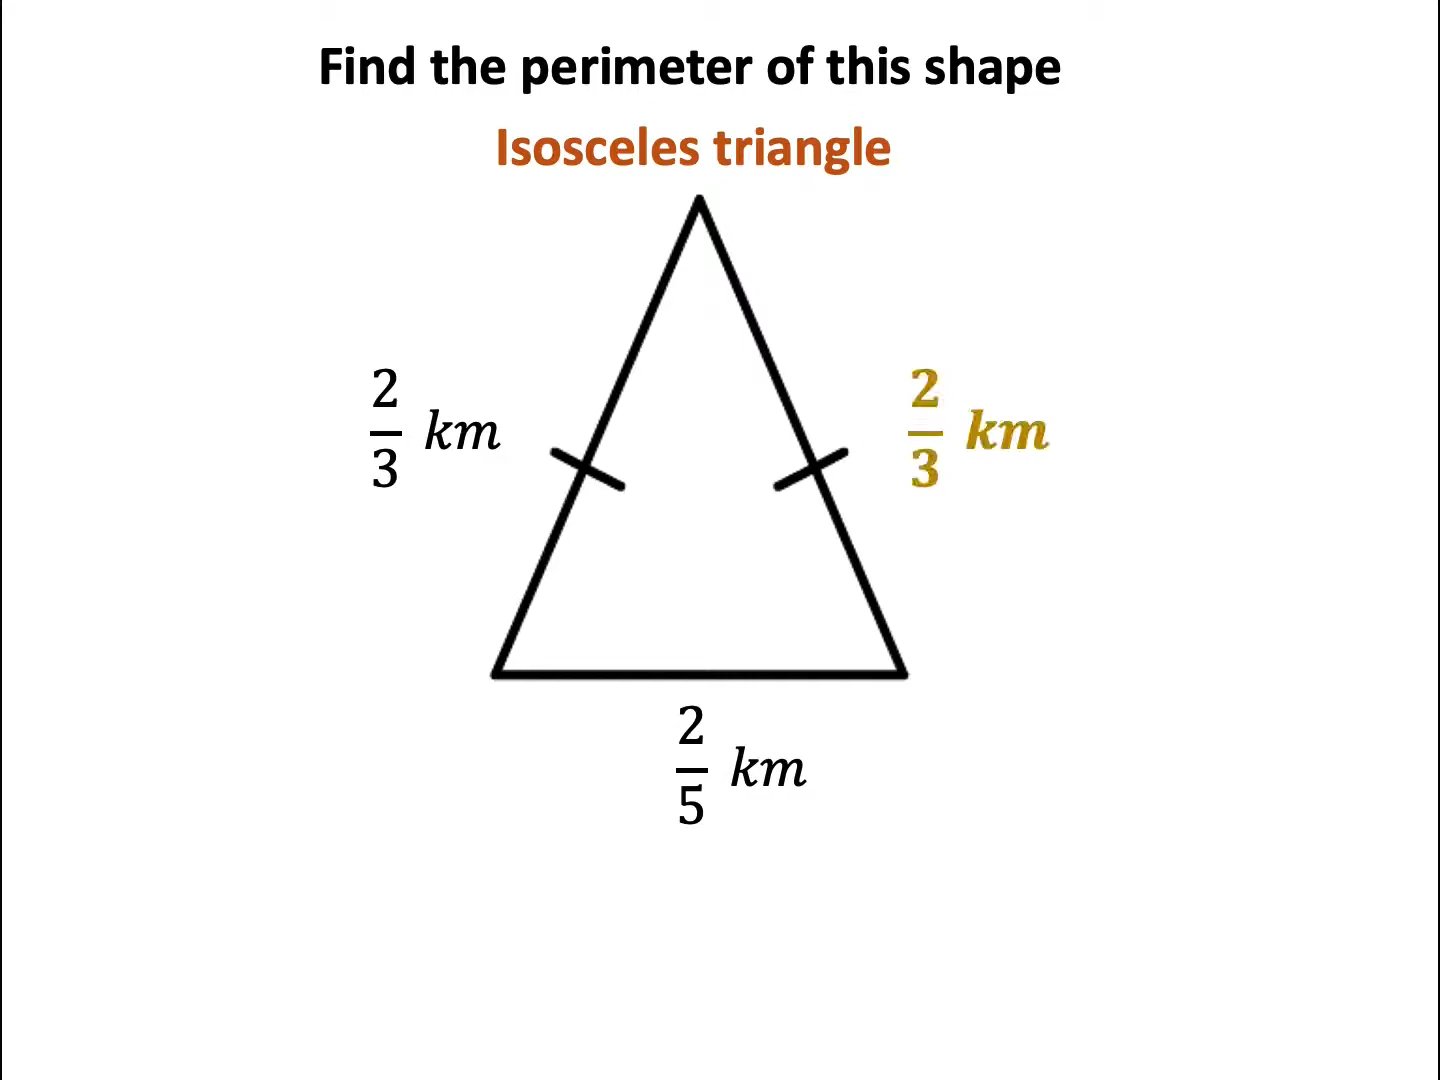 Find the perimeter of this shape
Isosceles triangle
2/3 km
2/3 km
2/5 km